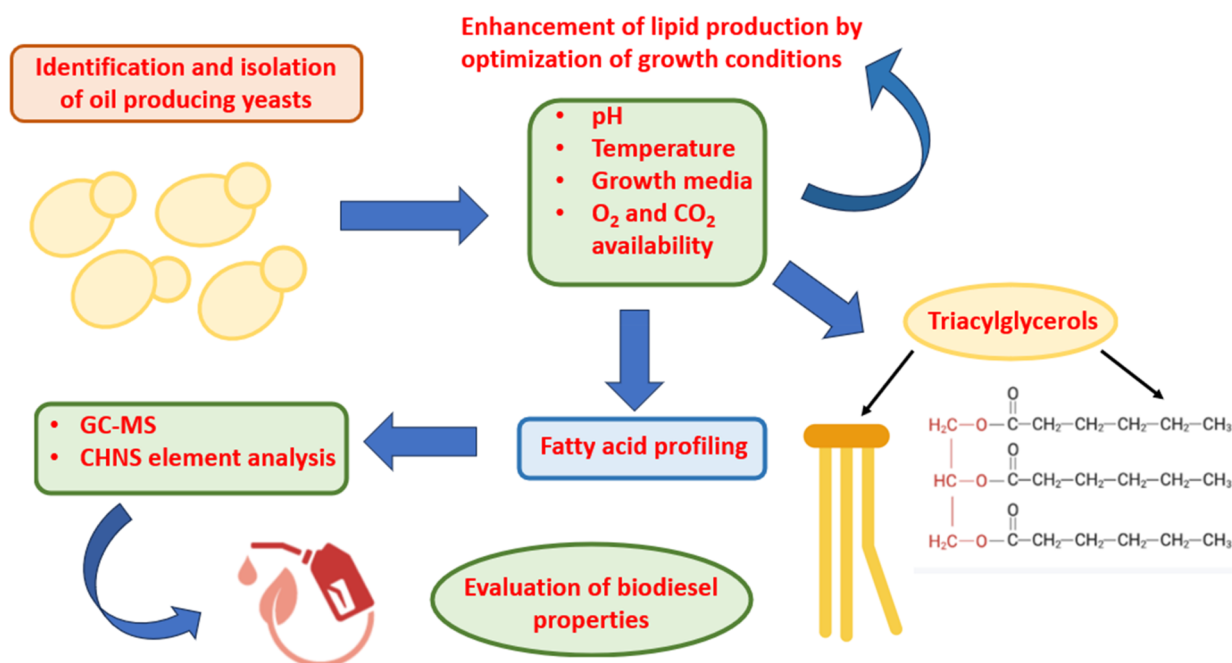 Enhancement of lipid production by
optimization of growth conditions
Identification and isolation
of oil producing yeasts
• pH
• Temperature
• Growth media
• O₂ and CO₂
availability
Triacylglycerols
• GC-MS
• CHNS element analysis
Fatty acid profiling
O
H₂C—O—C—CH₂—CH₂—CH₂—CH₂—CH₃
O
HC—O—C—CH₂—CH₂—CH₂—CH₂—CH₃
O
H₂C—O—C—CH₂—CH₂—CH₂—CH₂—CH₃
Evaluation of biodiesel
properties